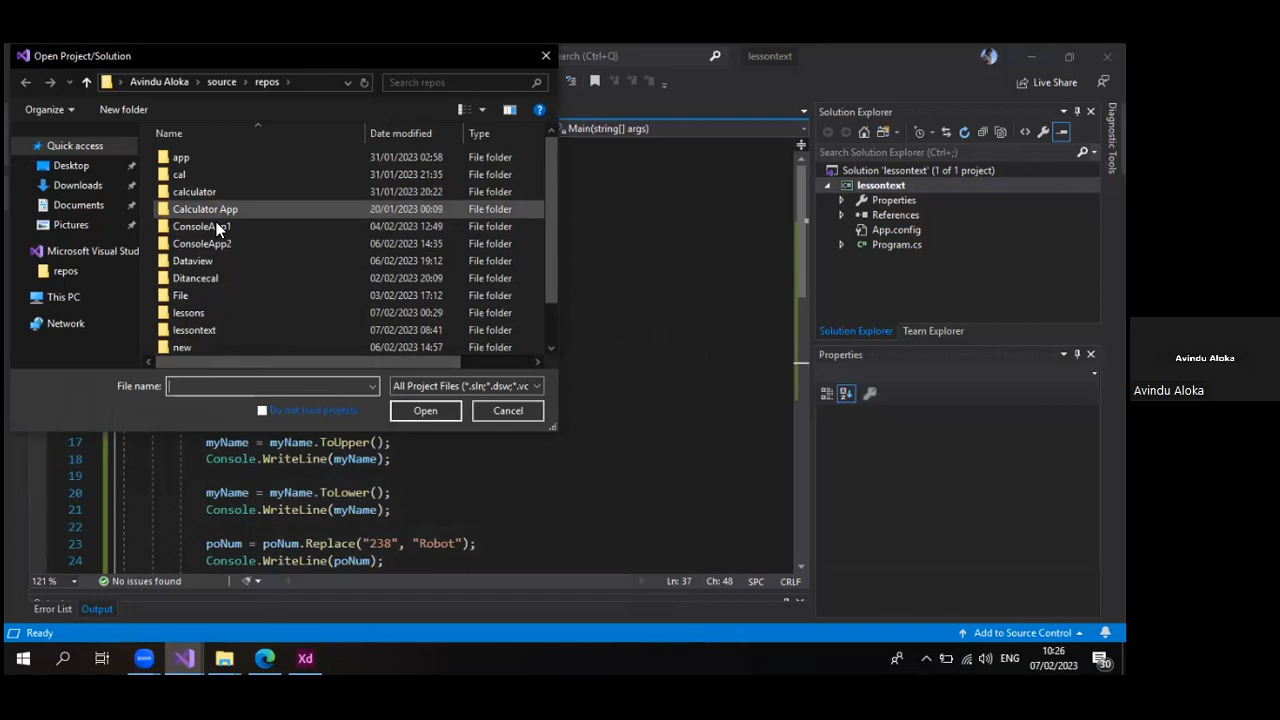 Open Project/Solution
arch (Ctrl+Q)
lessontext
Avindu Aloka
source
repos
Search repos
Live Share
Organize
New folder
Name
Date modified
Type
Main(string[] args)
Solution Explorer
Diagnostic Tools
Quick access
Desktop
Downloads
Documents
Pictures
Microsoft Visual Stud
repos
This PC
Network
app 31/01/2023 02:58 File folder
cal 31/01/2023 21:35 File folder
calculator 31/01/2023 20:22 File folder
Calculator App 20/01/2023 00:09 File folder
ConsoleApp1 04/02/2023 12:49 File folder
ConsoleApp2 06/02/2023 14:35 File folder
Dataview 06/02/2023 19:12 File folder
Ditancecal 02/02/2023 20:09 File folder
File 03/02/2023 17:12 File folder
lessons 07/02/2023 00:29 File folder
lessontext 07/02/2023 08:41 File folder
new 06/02/2023 14:57 File folder
Search Solution Explorer (Ctrl+;)
Solution 'lessontext' (1 of 1 project)
lessontext
Properties
References
App.config
Program.cs
Solution Explorer
Team Explorer
Properties
Avindu Aloka
Avindu Aloka
File name:
All Project Files (*.sln;*.dsw;*.vc
Do not load projects
Open
Cancel
17 myName = myName.ToUpper();
18 Console.WriteLine(myName);
19
20 myName = myName.ToLower();
21 Console.WriteLine(myName);
22
23 poNum = poNum.Replace("238", "Robot");
24 Console.WriteLine(poNum);
121 %
No issues found
Ln: 37
Ch: 48
SPC
CRLF
Error List
Output
Ready
Add to Source Control
zoom
Xd
ENG
10:26
07/02/2023
30